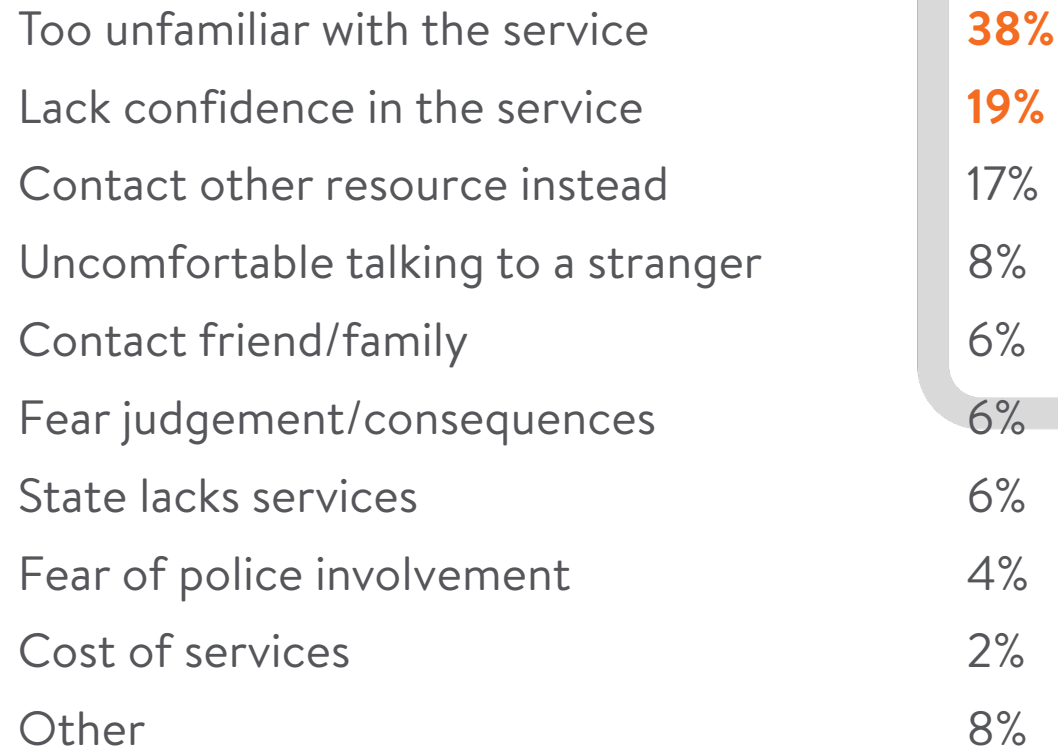 Too unfamiliar with the service 38%
Lack confidence in the service 19%
Contact other resource instead 17%
Uncomfortable talking to a stranger 8%
Contact friend/family 6%
Fear judgement/consequences 6%
State lacks services 6%
Fear of police involvement 4%
Cost of services 2%
Other 8%